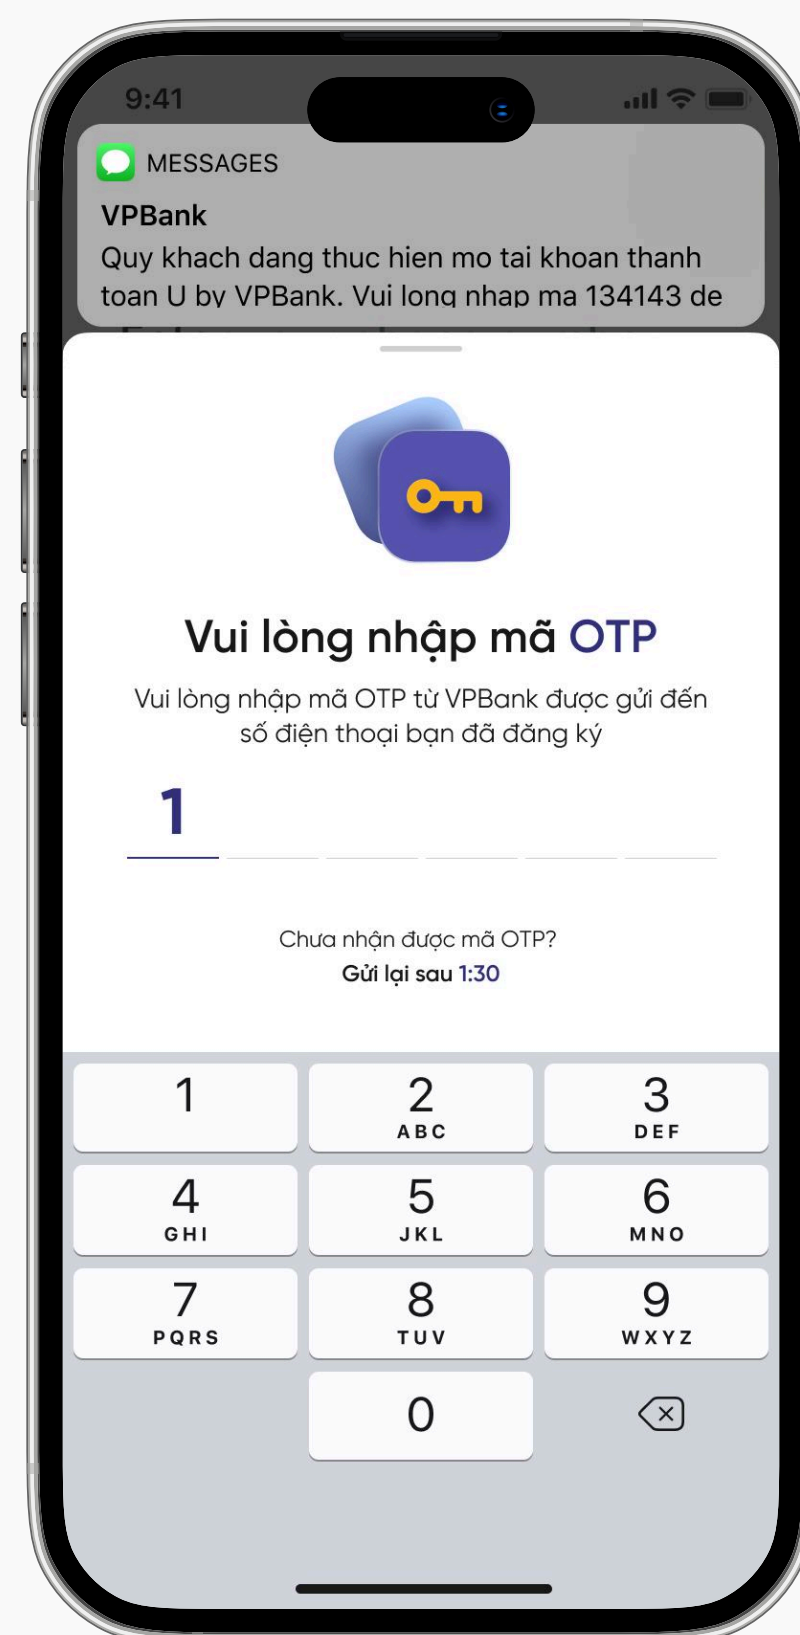 9:41
MESSAGES
VPBank
Quy khach dang thuc hien mo tai khoan thanh
toan U by VPBank. Vui long nhap ma 134143 de
Vui lòng nhập mã OTP
Vui lòng nhập mã OTP từ VPBank được gửi đến
số điện thoại bạn đã đăng ký
1
Chưa nhận được mã OTP?
Gửi lại sau 1:30
1 2 3
ABC DEF
4 5 6
GHI JKL MNO
7 8 9
PQRS TUV WXYZ
0